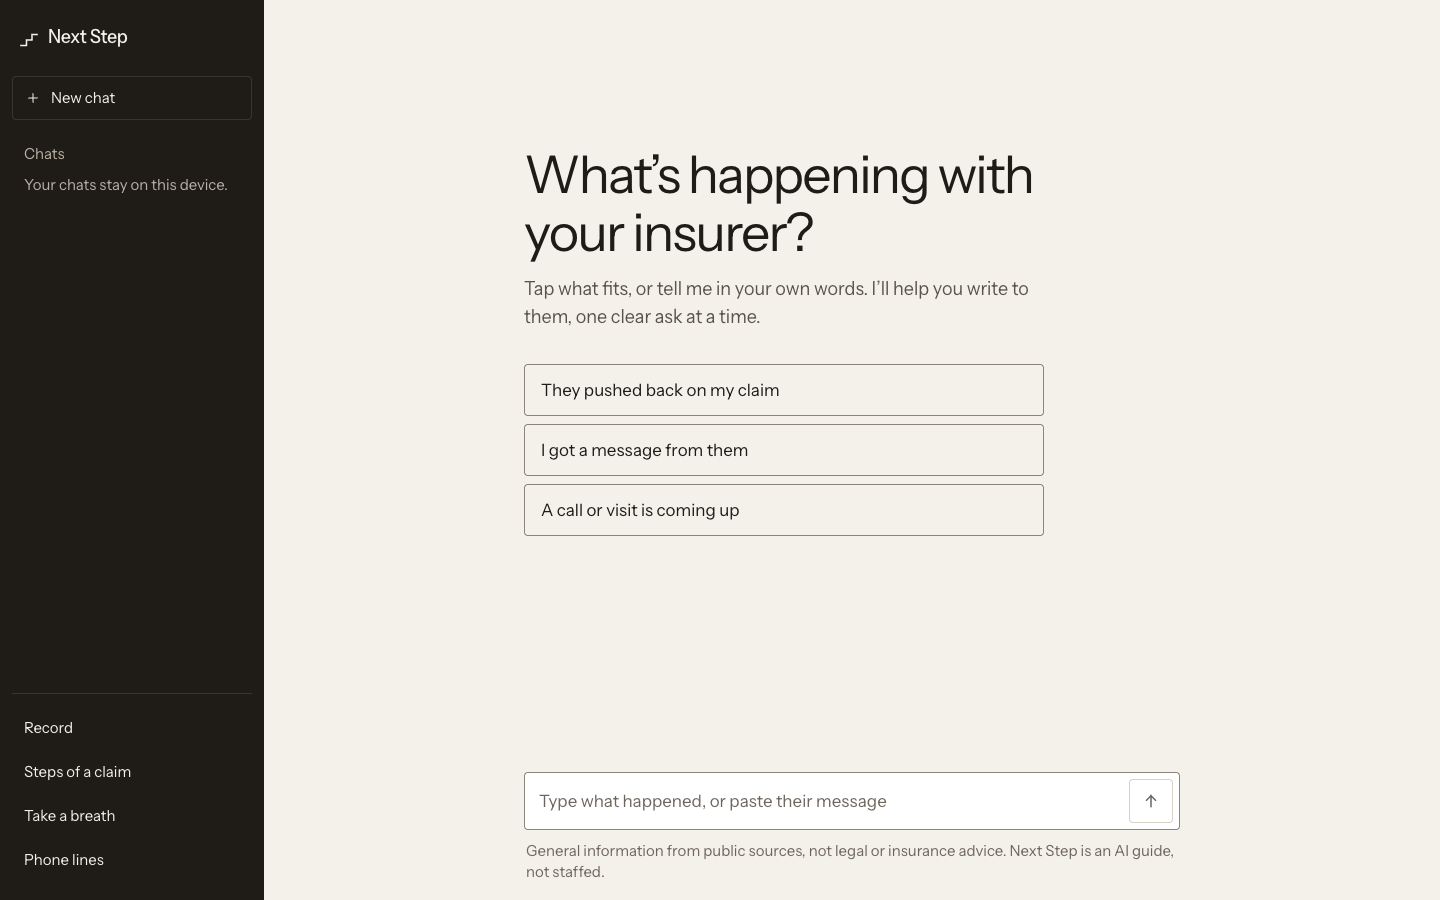 Next Step
New chat
Chats
Your chats stay on this device.
Record
Steps of a claim
Take a breath
Phone lines
What’s happening with
your insurer?
Tap what fits, or tell me in your own words. I’ll help you write to
them, one clear ask at a time.
They pushed back on my claim
I got a message from them
A call or visit is coming up
Type what happened, or paste their message
General information from public sources, not legal or insurance advice. Next Step is an AI guide,
not staffed.